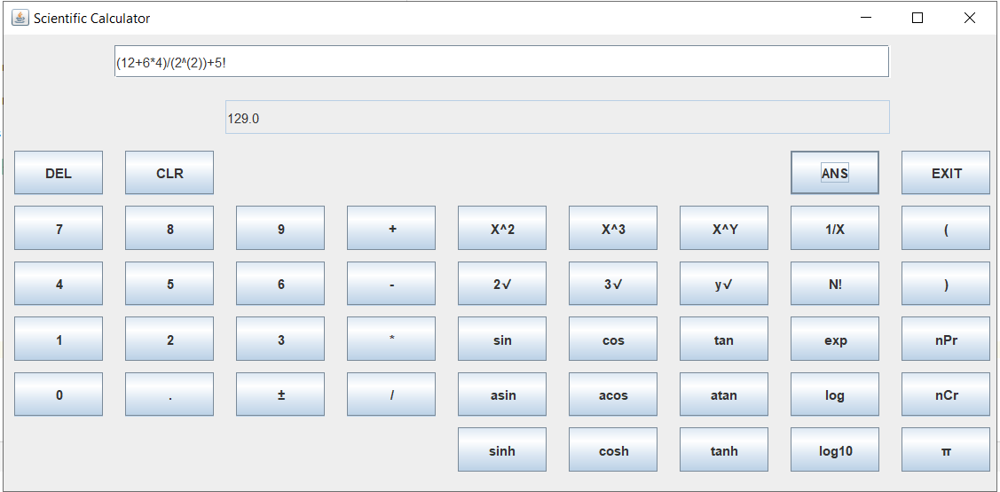 Scientific Calculator
(12+6*4)/(2^(2))+5!
129.0
DEL CLR ANS EXIT
7 8 9 + X^2 X^3 X^Y 1/X (
4 5 6 - 2√ 3√ y√ N! )
1 2 3 * sin cos tan exp nPr
0 . ± / asin acos atan log nCr
sinh cosh tanh log10 π